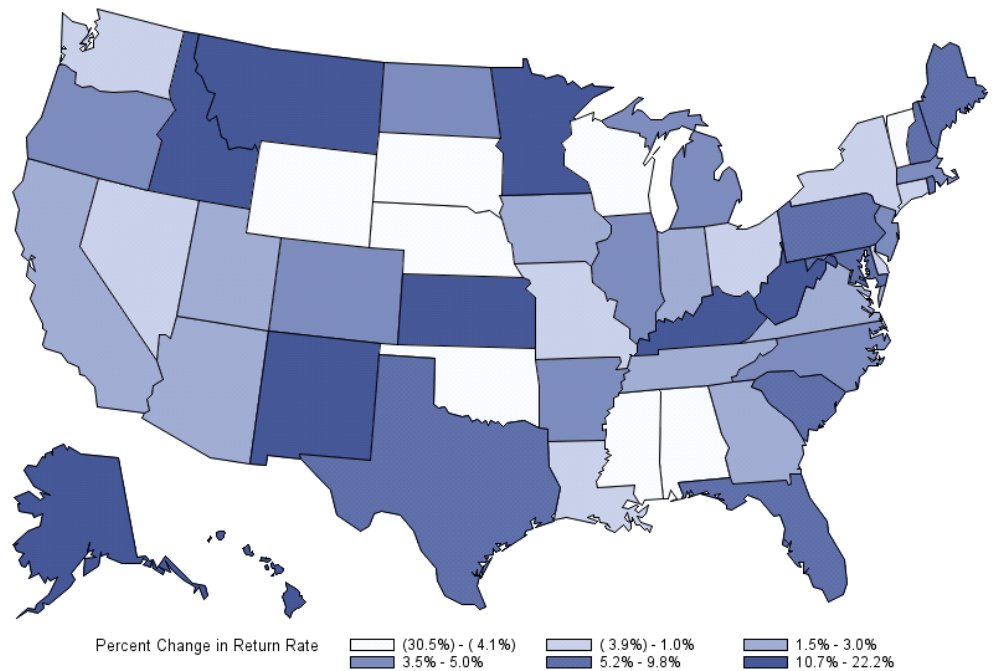 Percent Change in Return Rate (30.5%) - ( 4.1%) ( 3.9%) - 1.0% 1.5% - 3.0%
3.5% - 5.0% 5.2% - 9.8% 10.7% - 22.2%